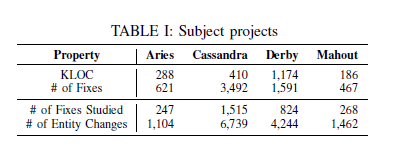 TABLE I: Subject projects
Property Aries Cassandra Derby Mahout
KLOC 288 410 1,174 186
# of Fixes 621 3,492 1,591 467
# of Fixes Studied 247 1,515 824 268
# of Entity Changes 1,104 6,739 4,244 1,462